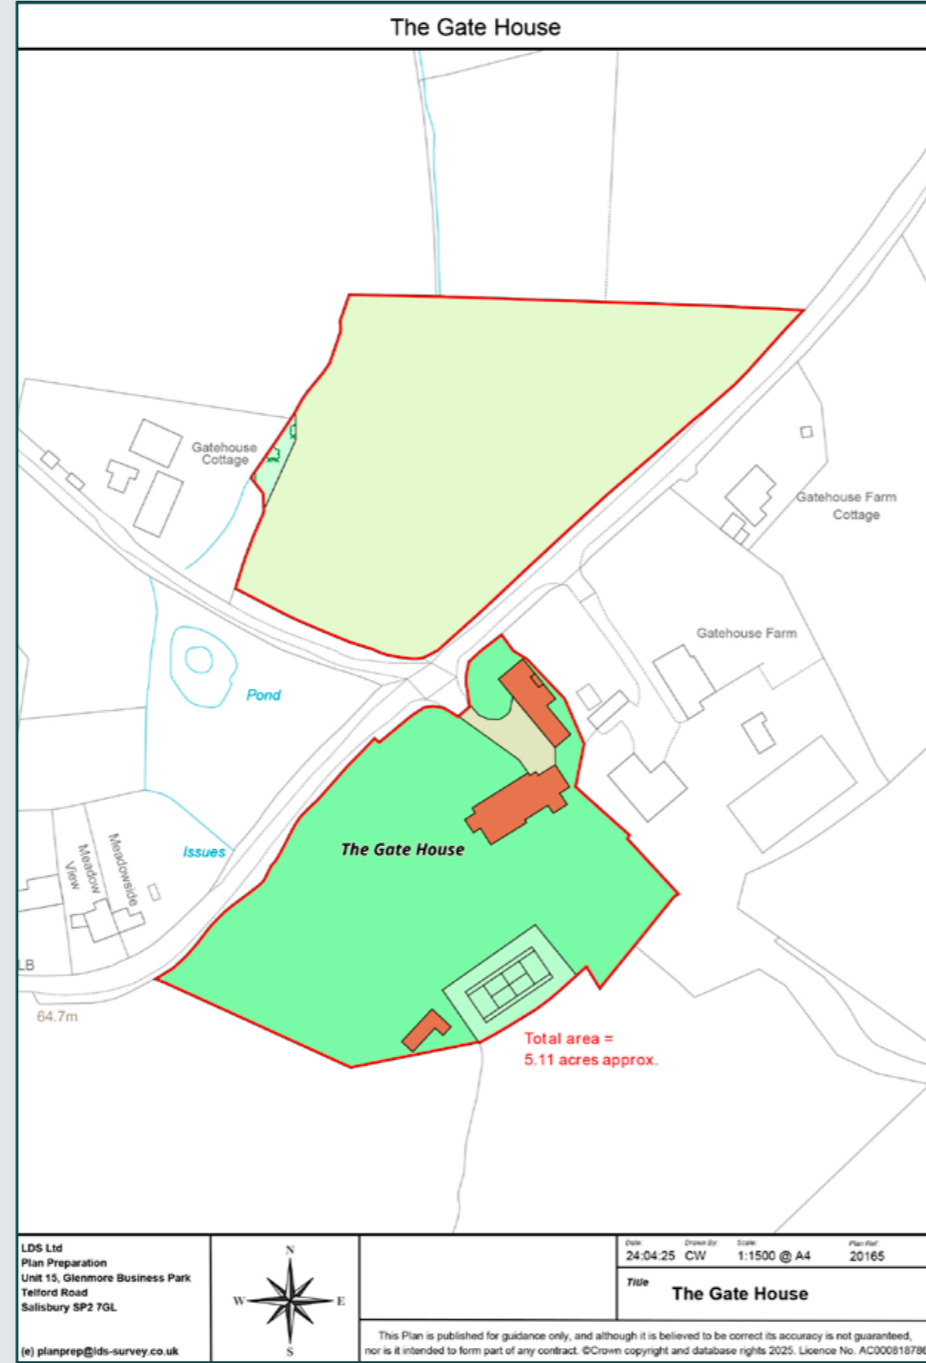 The Gate House
Gatehouse
Cottage
Gatehouse Farm
Cottage
Gatehouse Farm
Pond
The Gate House
Issues
Meadow
View
Meadowside
LB
64.7m
Total area =
5.11 acres approx.
LDS Ltd
Plan Preparation
Unit 15, Glenmore Business Park
Telford Road
Salisbury SP2 7GL
(e) planprep@lds-survey.co.uk
N
W E
S
Date: Drawn By: Scale: Plan Ref:
24:04:25 CW 1:1500 @ A4 20165
Title
The Gate House
This Plan is published for guidance only, and although it is believed to be correct its accuracy is not guaranteed,
nor is it intended to form part of any contract. ©Crown copyright and database rights 2025. Licence No. AC000818786